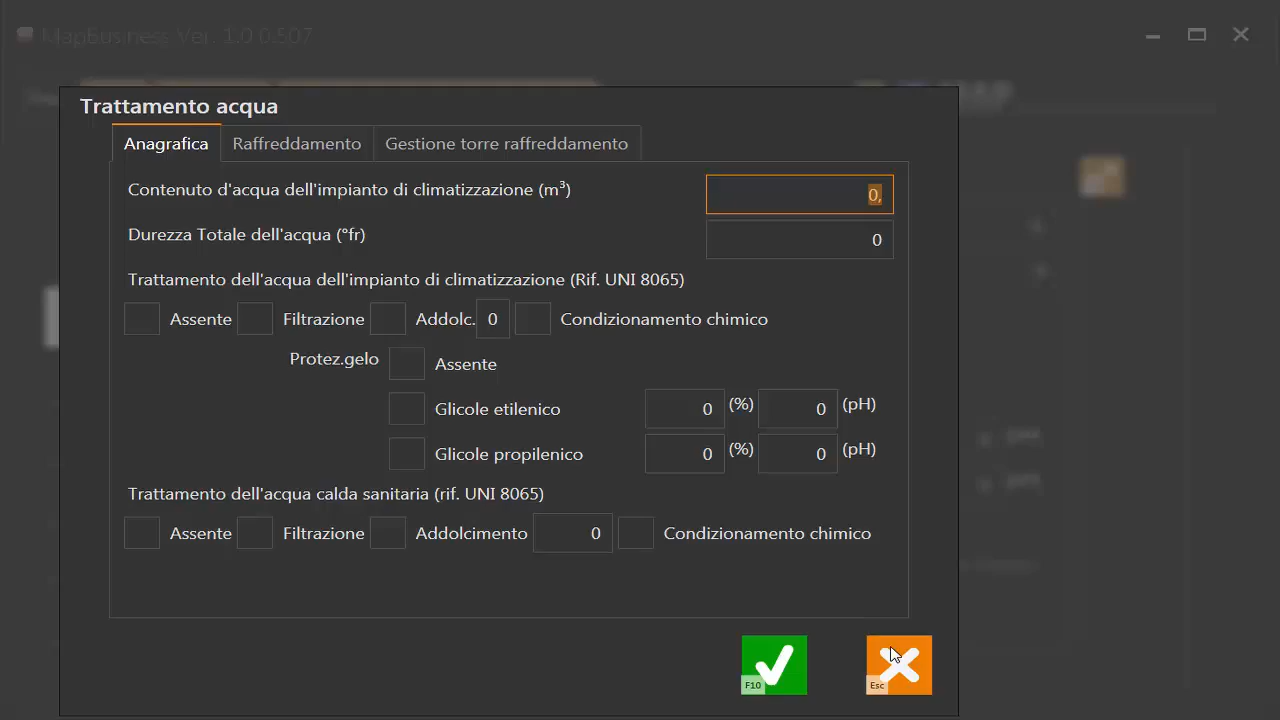 MapBusiness Ver. 1.0 0.507
Trattamento acqua
Anagrafica Raffreddamento Gestione torre raffreddamento
Contenuto d'acqua dell'impianto di climatizzazione (m³) 0,
Durezza Totale dell'acqua (°fr) 0
Trattamento dell'acqua dell'impianto di climatizzazione (Rif. UNI 8065)
Assente Filtrazione Addolc. 0 Condizionamento chimico
Protez.gelo Assente
Glicole etilenico 0 (%) 0 (pH)
Glicole propilenico 0 (%) 0 (pH)
Trattamento dell'acqua calda sanitaria (rif. UNI 8065)
Assente Filtrazione Addolcimento 0 Condizionamento chimico
F10 Esc